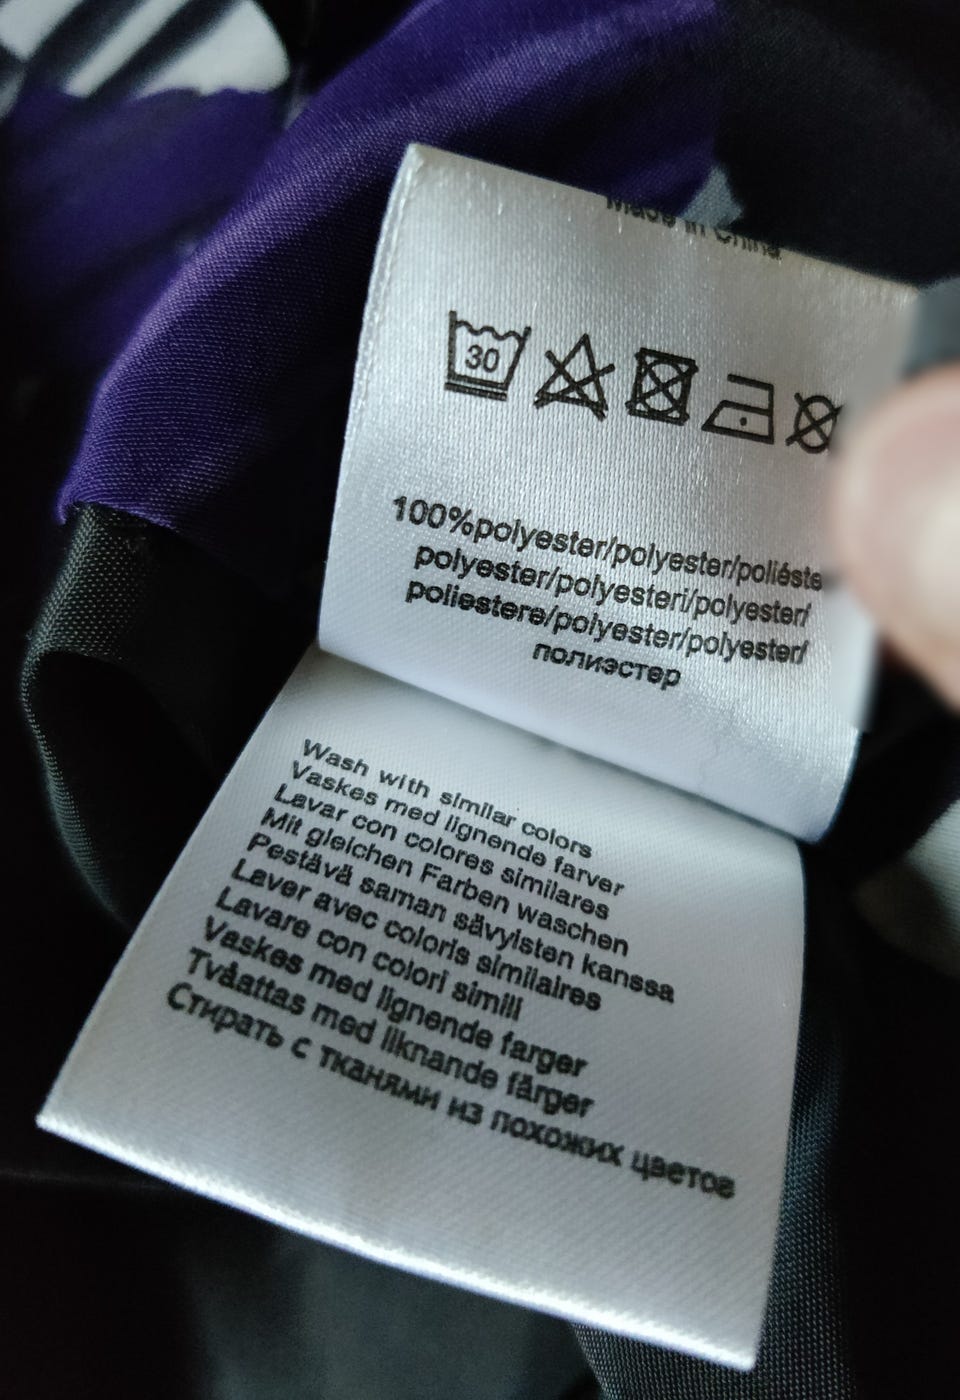 Made in China
30
100%polyester/polyester/poliéste
polyester/polyesteri/polyester/
poliestere/polyester/polyester/
полиэстер
Wash with similar colors
Vaskes med lignende farver
Lavar con colores similares
Mit gleichen Farben waschen
Pestävä saman sävyisten kanssa
Laver avec coloris similaires
Lavare con colori simili
Vaskes med lignende farger
Tvåattas med liknande färger
Стирать с тканями из похожих цветов